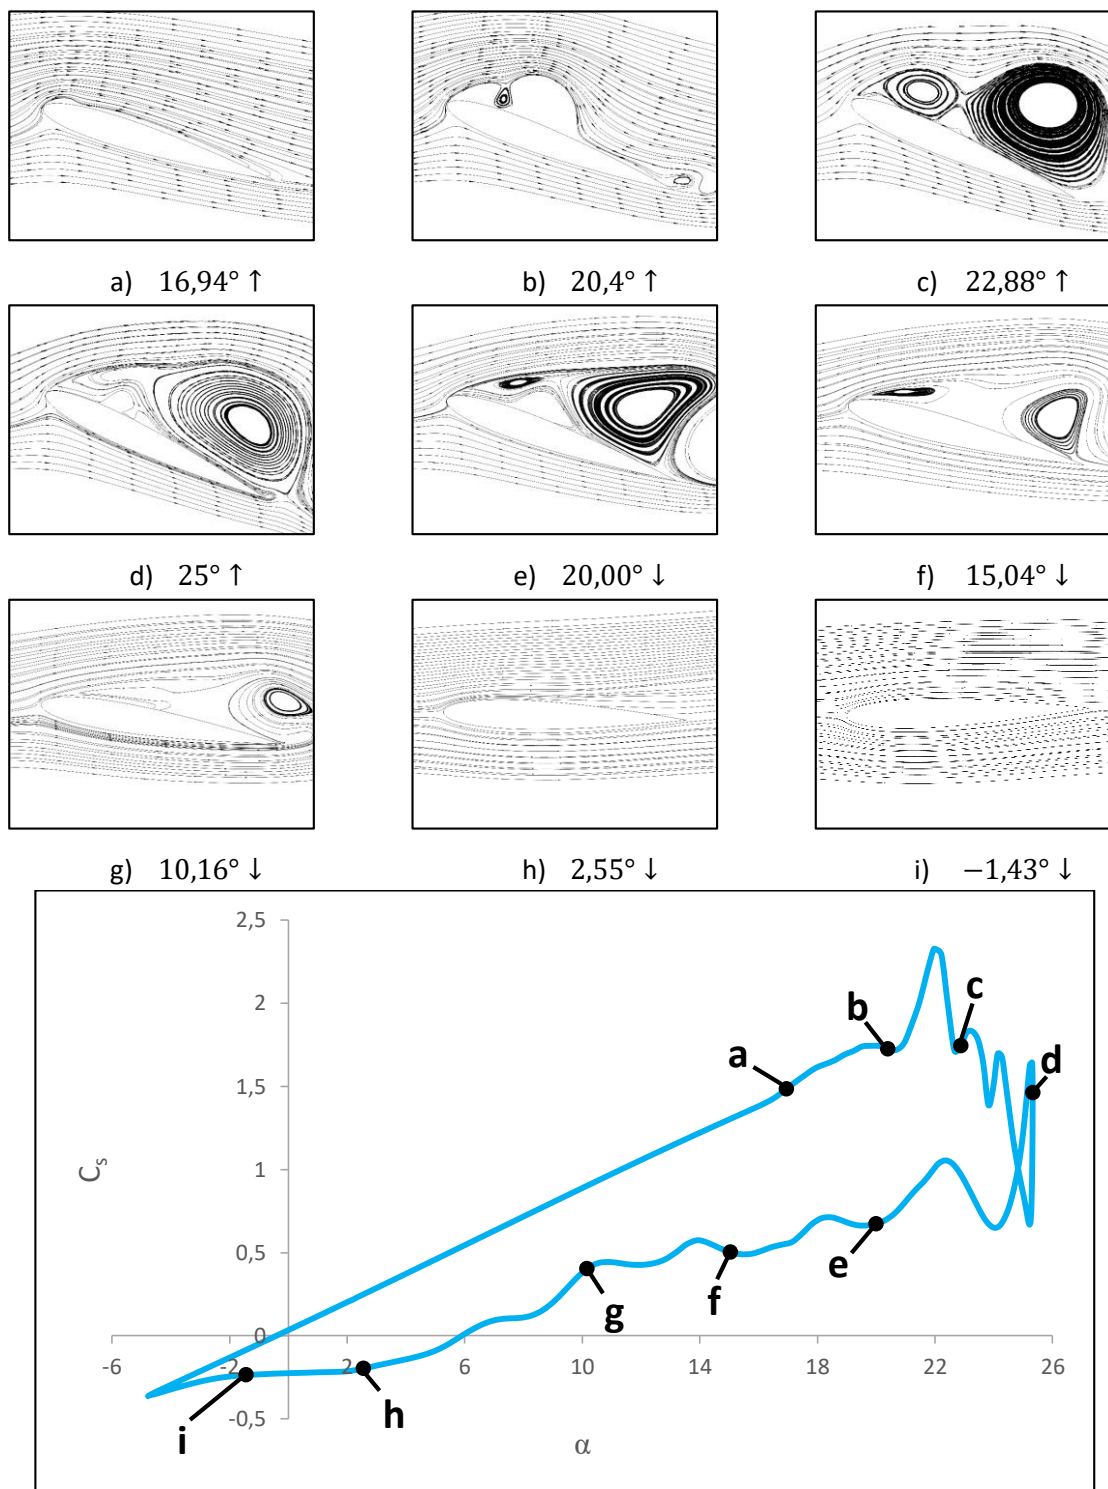 a) 16,94° ↑
b) 20,4° ↑
c) 22,88° ↑
d) 25° ↑
e) 20,00° ↓
f) 15,04° ↓
g) 10,16° ↓
h) 2,55° ↓
i) −1,43° ↓
2,5
2
1,5
1
0,5
0
-0,5
-6
-2
2
6
10
14
18
22
26
Cs
α
a
b
c
d
e
f
g
h
i